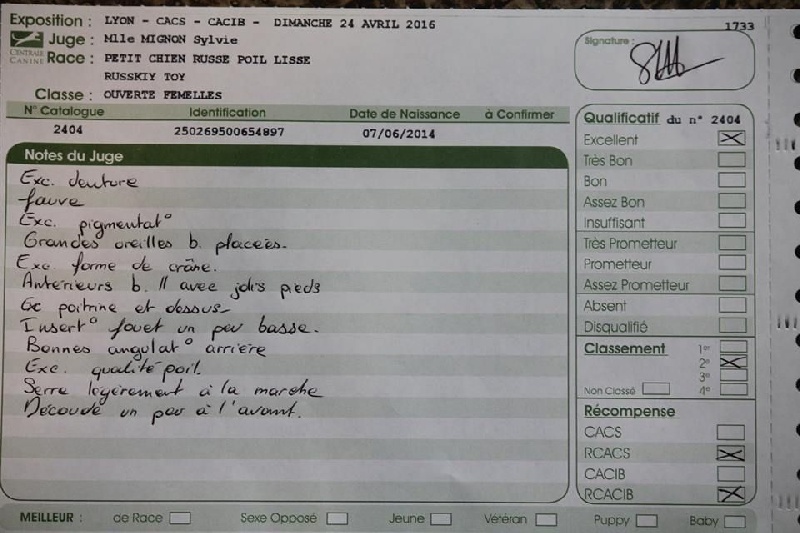 Exposition : LYON - CACS - CACIB - DIMANCHE 24 AVRIL 2016
1733
CENTRALE CANINE
Juge : Mlle MIGNON Sylvie
Race : PETIT CHIEN RUSSE POIL LISSE
RUSSKIY TOY
Classe : OUVERTE FEMELLES
Signature :
N° Catalogue Identification Date de Naissance à Confirmer
2404 250269500654897 07/06/2014
Notes du Juge
Exc. denture
fauve
Exc. pigmentat°
Grandes oreilles b. placées.
Exc forme de crâne.
Antérieurs b. // avec jolis pieds
Exc poitrine et dessus
Insert° fouet un peu basse.
Bonnes angulat° arrière
Exc. qualité poil.
Serre légèrement à la marche
Découde un peu à l'avant.
Qualificatif du n° 2404
Excellent
Très Bon
Bon
Assez Bon
Insuffisant
Très Prometteur
Prometteur
Assez Prometteur
Absent
Disqualifié
Classement 1er
2e
3e
Non Classé 4e
Récompense
CACS
RCACS
CACIB
RCACIB
MEILLEUR : de Race Sexe Opposé Jeune Vétéran Puppy Baby